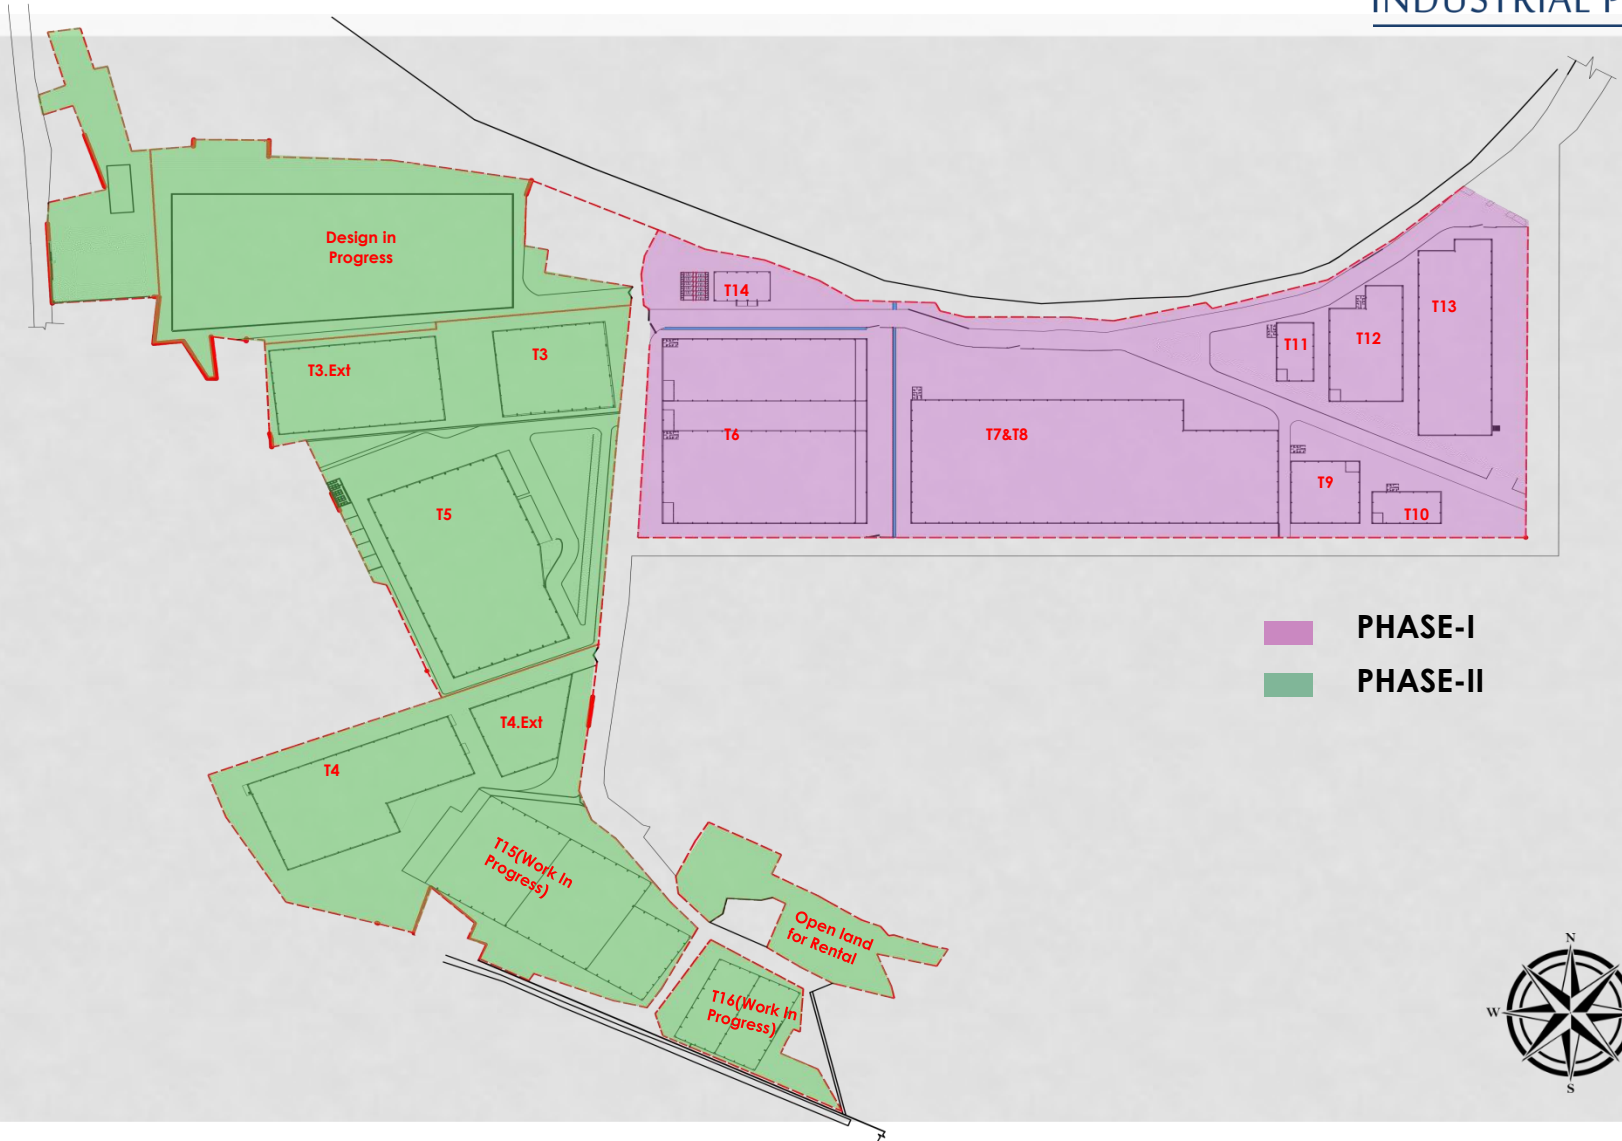 INDUSTRIAL P
Design in
Progress
T14
T13
T12
T11
T3
T3.Ext
T6
T7&T8
T9
T10
T5
PHASE-I
PHASE-II
T4.Ext
T4
T15(Work In
Progress)
Open land
for Rental
T16(Work In
Progress)
N
W
S